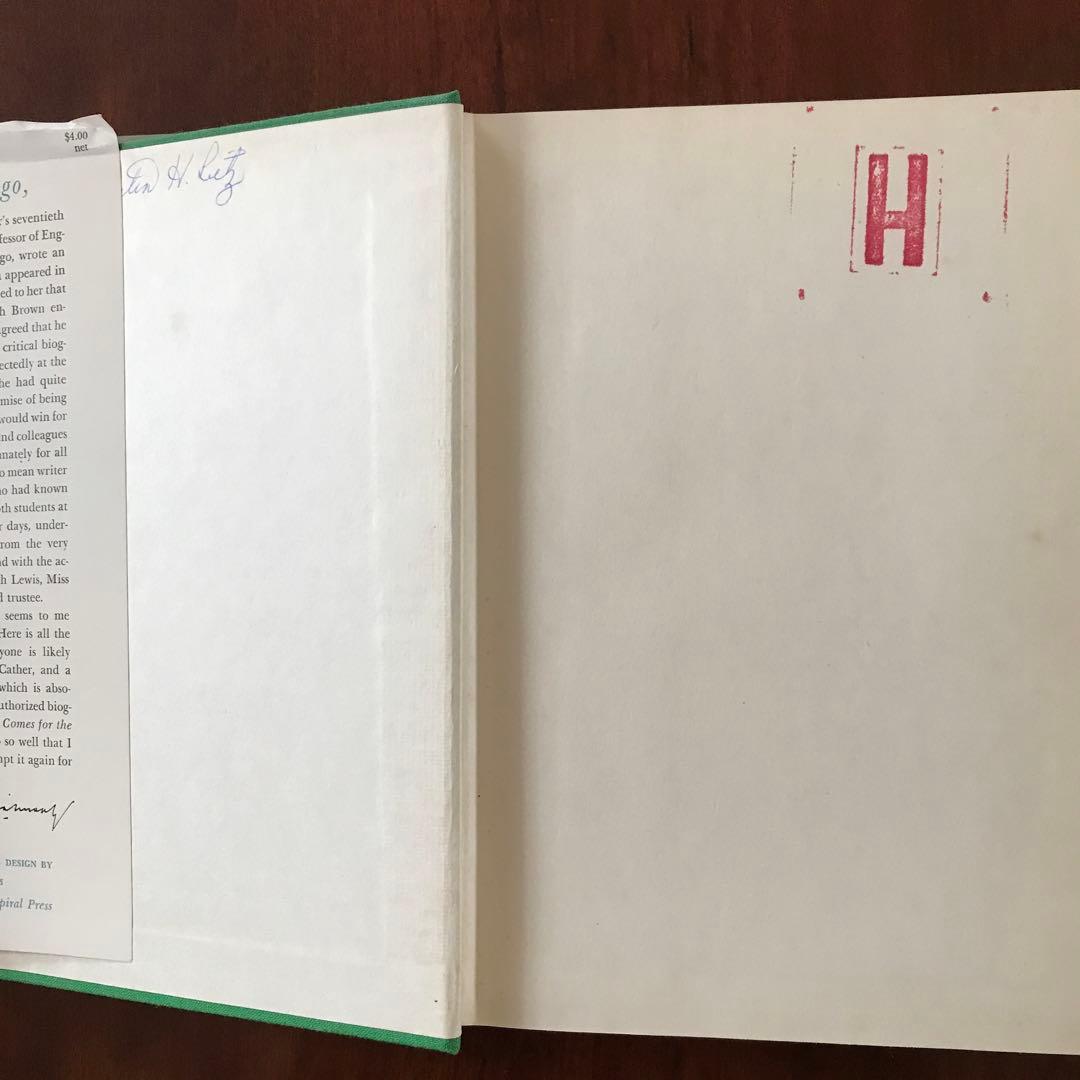 $4.00
net
go,
's seventieth
fessor of Eng-
go, wrote an
appeared in
ed to her that
h Brown en-
greed that he
critical biog-
ectedly at the
he had quite
mise of being
would win for
nd colleagues
nately for all
o mean writer
no had known
th students at
r days, under-
rom the very
d with the ac-
h Lewis, Miss
d trustee.
seems to me
Here is all the
yone is likely
Cather, and a
which is abso-
uthorized biog-
Comes for the
so well that I
pt it again for
DESIGN BY
s
piral Press
H.
H